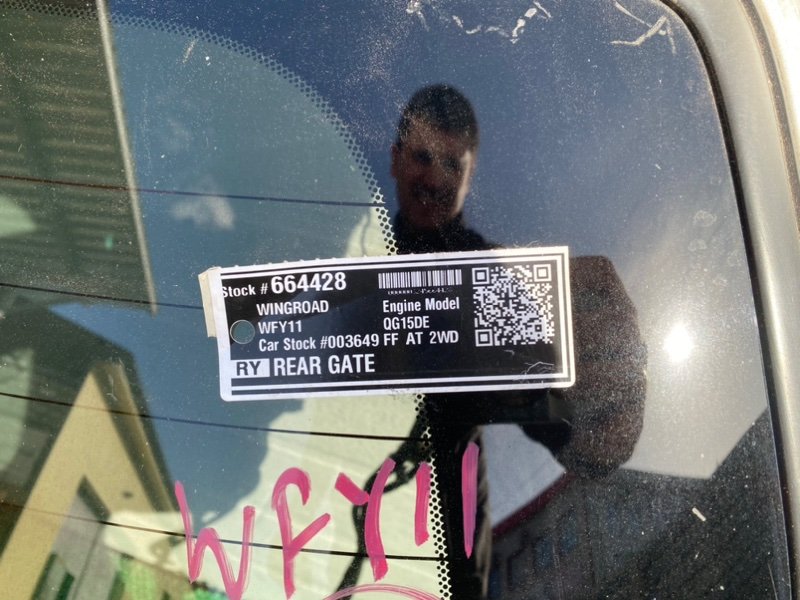 Stock # 664428
WINGROAD
WFY11
Engine Model
QG15DE
Car Stock #003649 FF AT 2WD
RY REAR GATE
WFY11